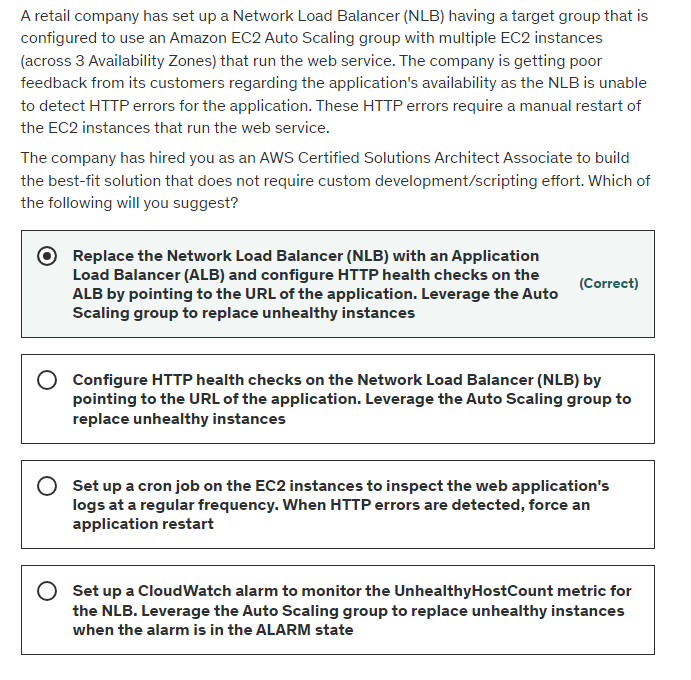 A retail company has set up a Network Load Balancer (NLB) having a target group that is
configured to use an Amazon EC2 Auto Scaling group with multiple EC2 instances
(across 3 Availability Zones) that run the web service. The company is getting poor
feedback from its customers regarding the application's availability as the NLB is unable
to detect HTTP errors for the application. These HTTP errors require a manual restart of
the EC2 instances that run the web service.
The company has hired you as an AWS Certified Solutions Architect Associate to build
the best-fit solution that does not require custom development/scripting effort. Which of
the following will you suggest?
Replace the Network Load Balancer (NLB) with an Application
Load Balancer (ALB) and configure HTTP health checks on the
ALB by pointing to the URL of the application. Leverage the Auto
Scaling group to replace unhealthy instances
(Correct)
Configure HTTP health checks on the Network Load Balancer (NLB) by
pointing to the URL of the application. Leverage the Auto Scaling group to
replace unhealthy instances
Set up a cron job on the EC2 instances to inspect the web application's
logs at a regular frequency. When HTTP errors are detected, force an
application restart
Set up a CloudWatch alarm to monitor the UnhealthyHostCount metric for
the NLB. Leverage the Auto Scaling group to replace unhealthy instances
when the alarm is in the ALARM state